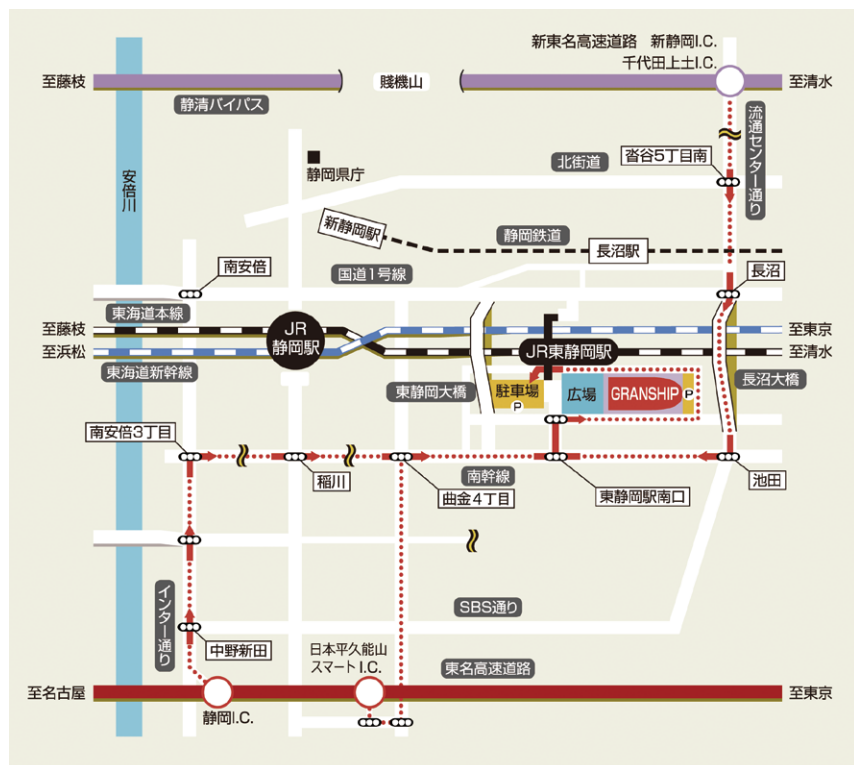 新東名高速道路 新静岡I.C.
千代田上土I.C.
至藤枝
賤機山
至清水
静清バイパス
流通センター通り
安倍川
静岡県庁
北街道
沓谷5丁目南
新静岡駅
静岡鉄道
長沼駅
南安倍
国道1号線
長沼
東海道本線
至藤枝
JR
静岡駅
至東京
至浜松
JR東静岡駅
至清水
東海道新幹線
東静岡大橋
駐車場
P
広場
GRANSHIP
P
長沼大橋
南安倍3丁目
稲川
南幹線
曲金4丁目
東静岡駅南口
池田
インター通り
SBS通り
中野新田
日本平久能山
スマートI.C.
東名高速道路
至名古屋
至東京
静岡I.C.